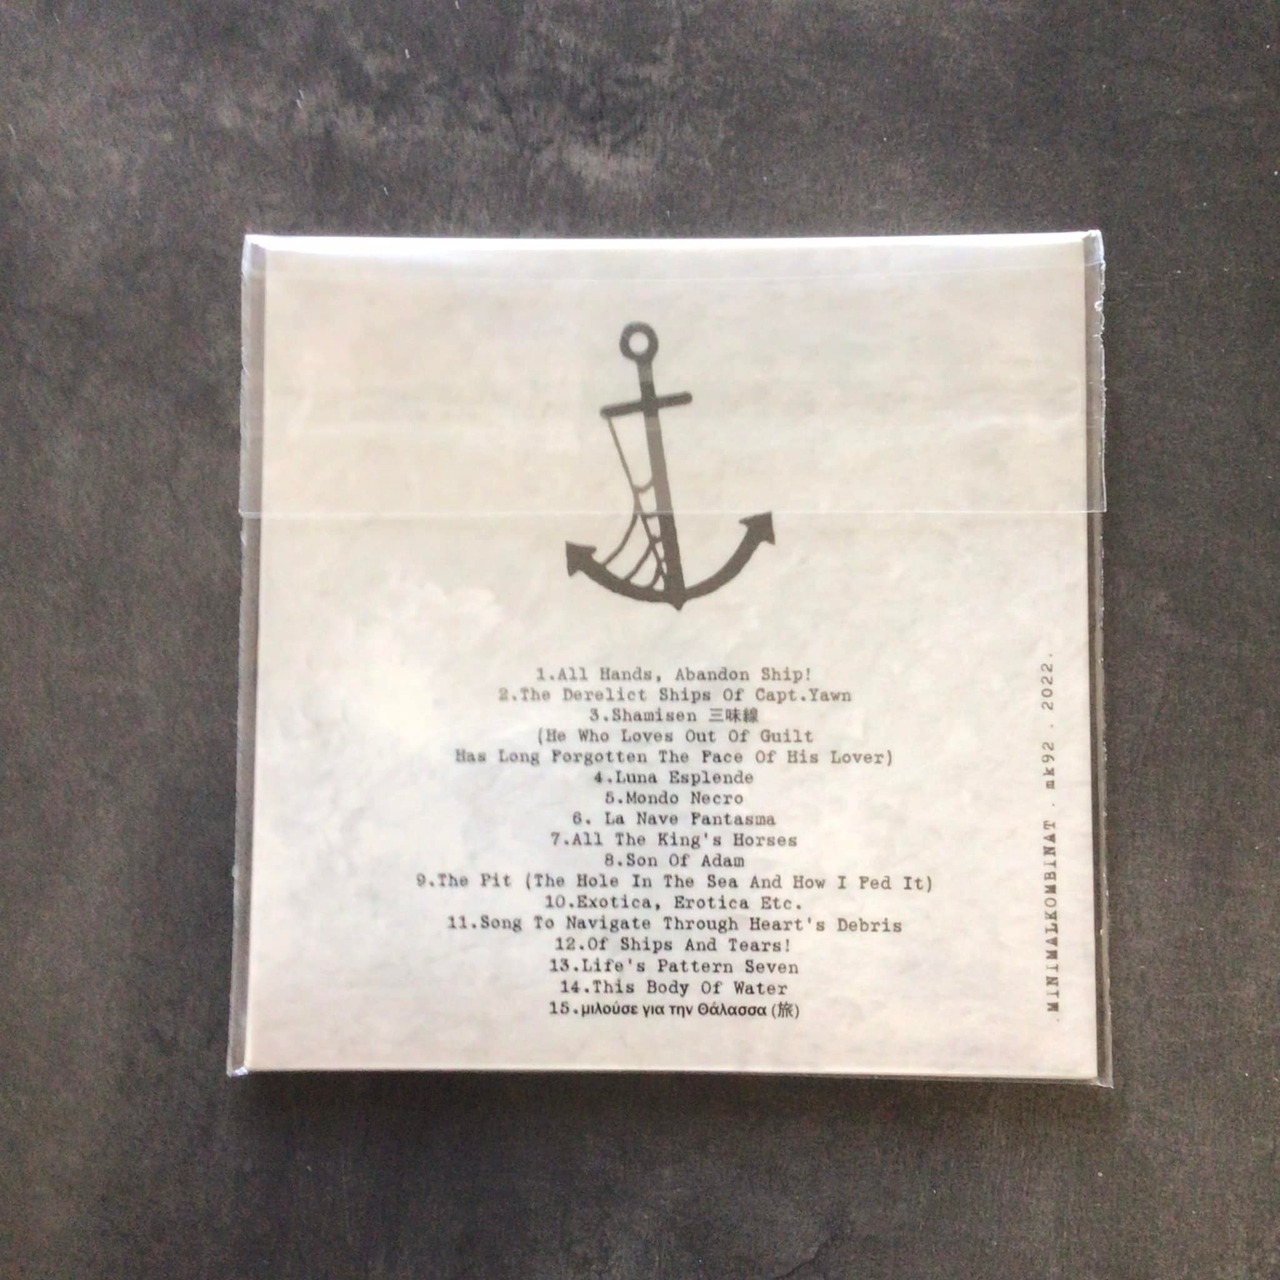 1.All Hands, Abandon Ship!
2.The Derelict Ships Of Capt.Yawn
3.Shamisen 三味線
(He Who Loves Out Of Guilt
Has Long Forgotten The Face Of His Lover)
4.Luna Esplende
5.Mondo Necro
6. La Nave Fantasma
7.All The King's Horses
8.Son Of Adam
9.The Pit (The Hole In The Sea And How I Fed It)
10.Exotica, Erotica Etc.
11.Song To Navigate Through Heart's Debris
12.Of Ships And Tears!
13.Life's Pattern Seven
14.This Body Of Water
15.μιλούσε για την Θάλασσα (旅)
.MINIMALKOMBINAT . mk92 . 2022.